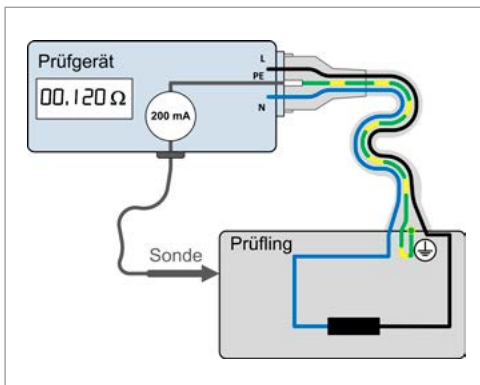 Prüfgerät
L
PE
N
00.120 Ω
200 mA
Sonde
Prüfling